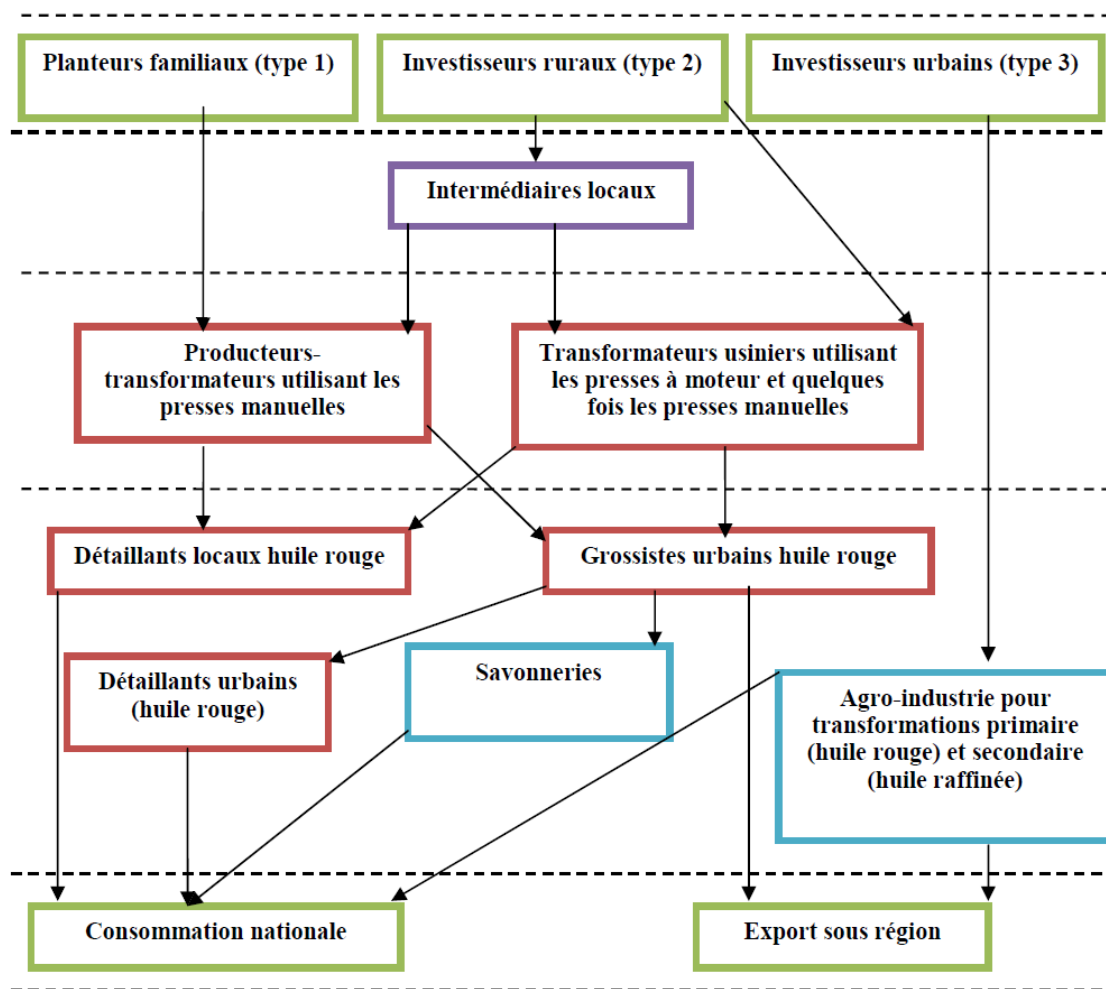 Planteurs familiaux (type 1)
Investisseurs ruraux (type 2)
Investisseurs urbains (type 3)
Intermédiaires locaux
Producteurs-
transformateurs utilisant les
presses manuelles
Transformateurs usiniers utilisant
les presses à moteur et quelques
fois les presses manuelles
Détaillants locaux huile rouge
Grossistes urbains huile rouge
Détaillants urbains
(huile rouge)
Savonneries
Agro-industrie pour
transformations primaire
(huile rouge) et secondaire
(huile raffinée)
Consommation nationale
Export sous région